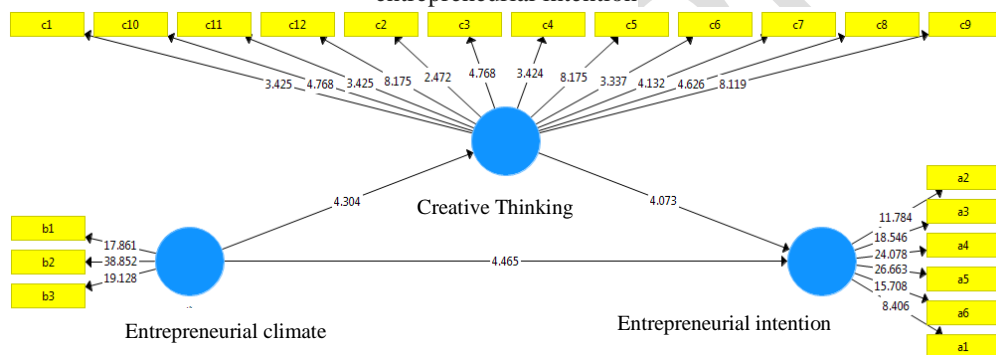 entrepreneurial intention
c1 c10 c11 c12 c2 c3 c4 c5 c6 c7 c8 c9
3.425 4.768 3.425 8.175 2.472 4.768 3.424 8.175 3.337 4.132 4.626 8.119
Creative Thinking
4.304
4.073
4.465
b1
b2
b3
17.861
38.852
19.128
Entrepreneurial climate
Entrepreneurial intention
11.784
18.546
24.078
26.663
15.708
8.406
a2
a3
a4
a5
a6
a1